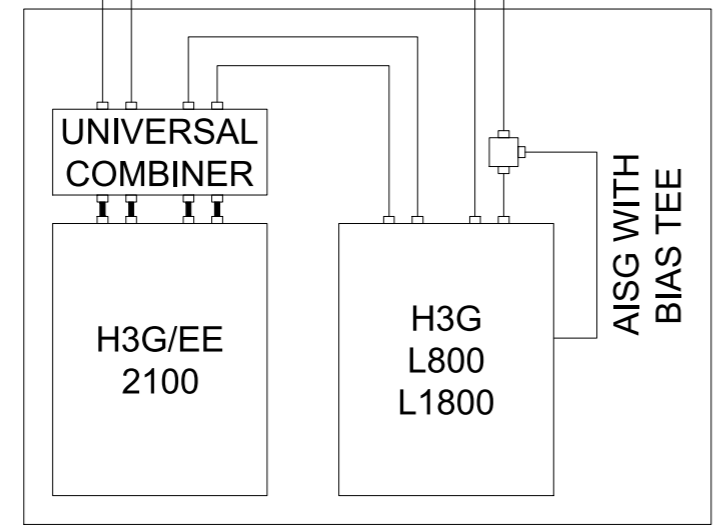 UNIVERSAL
COMBINER
H3G/EE
2100
H3G
L800
L1800
AISG WITH
BIAS TEE